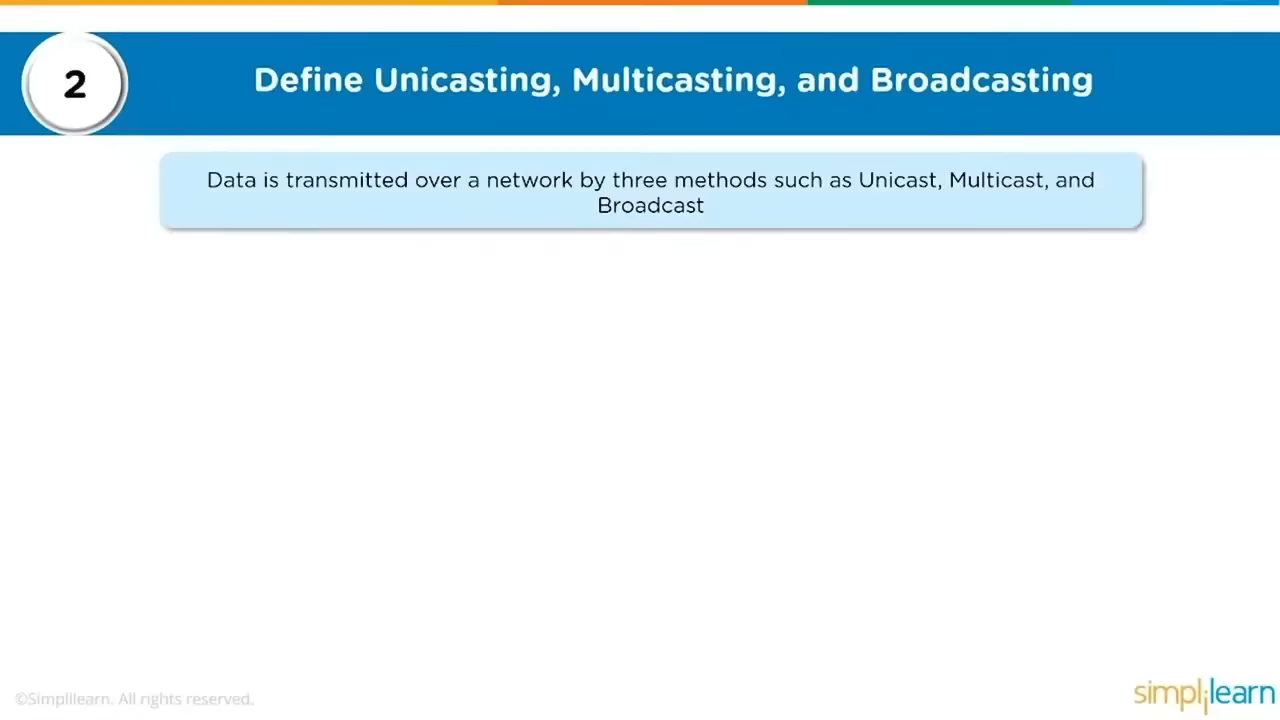 2
Define Unicasting, Multicasting, and Broadcasting
Data is transmitted over a network by three methods such as Unicast, Multicast, and
Broadcast
©Simplilearn. All rights reserved.
simplilearn